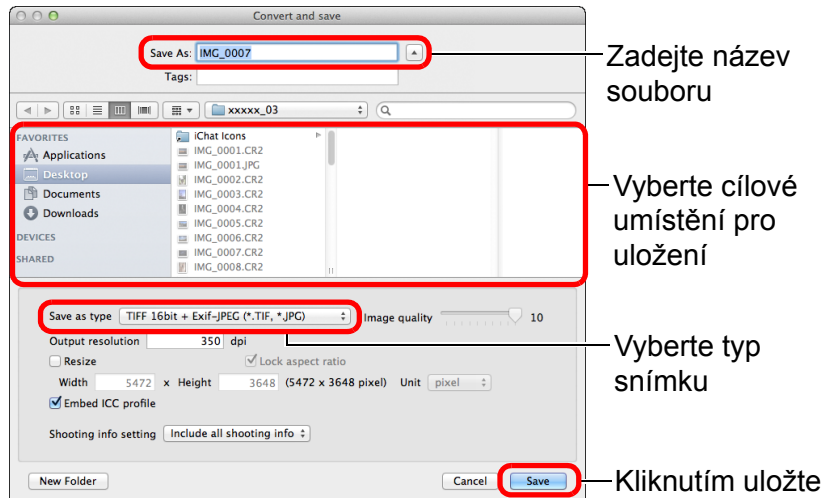 Convert and save
Save As: IMG_0007
Zadejte název
souboru
Tags:
xxxxx_03
FAVORITES
Applications
Desktop
Documents
Downloads
DEVICES
SHARED
iChat Icons
IMG_0001.CR2
IMG_0001.JPG
IMG_0002.CR2
IMG_0003.CR2
IMG_0004.CR2
IMG_0005.CR2
IMG_0006.CR2
IMG_0007.CR2
IMG_0008.CR2
Vyberte cílové
umístění pro
uložení
Save as type TIFF 16bit + Exif-JPEG (*.TIF, *.JPG) Image quality 10
Output resolution 350 dpi
Resize Lock aspect ratio
Width 5472 x Height 3648 (5472 x 3648 pixel) Unit pixel
Embed ICC profile
Shooting info setting Include all shooting info
Vyberte typ
snímku
New Folder Cancel Save
Kliknutím uložte